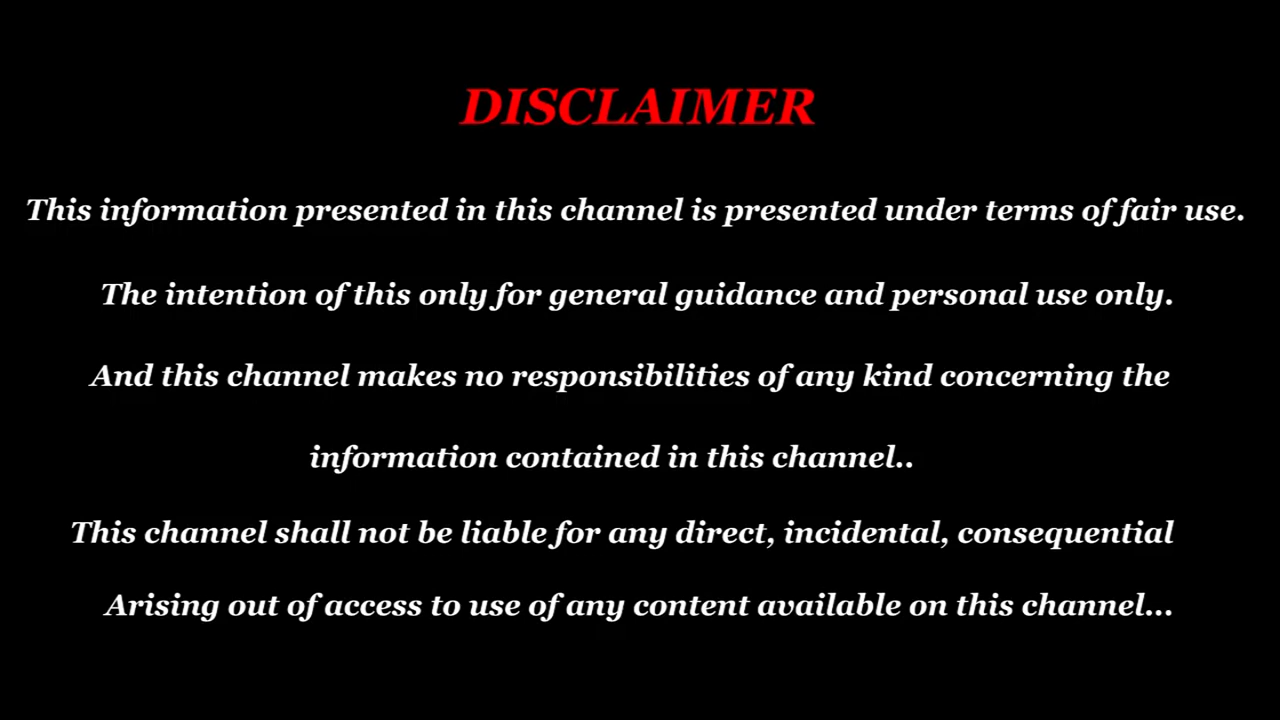 DISCLAIMER
This information presented in this channel is presented under terms of fair use.
The intention of this only for general guidance and personal use only.
And this channel makes no responsibilities of any kind concerning the
information contained in this channel..
This channel shall not be liable for any direct, incidental, consequential
Arising out of access to use of any content available on this channel...